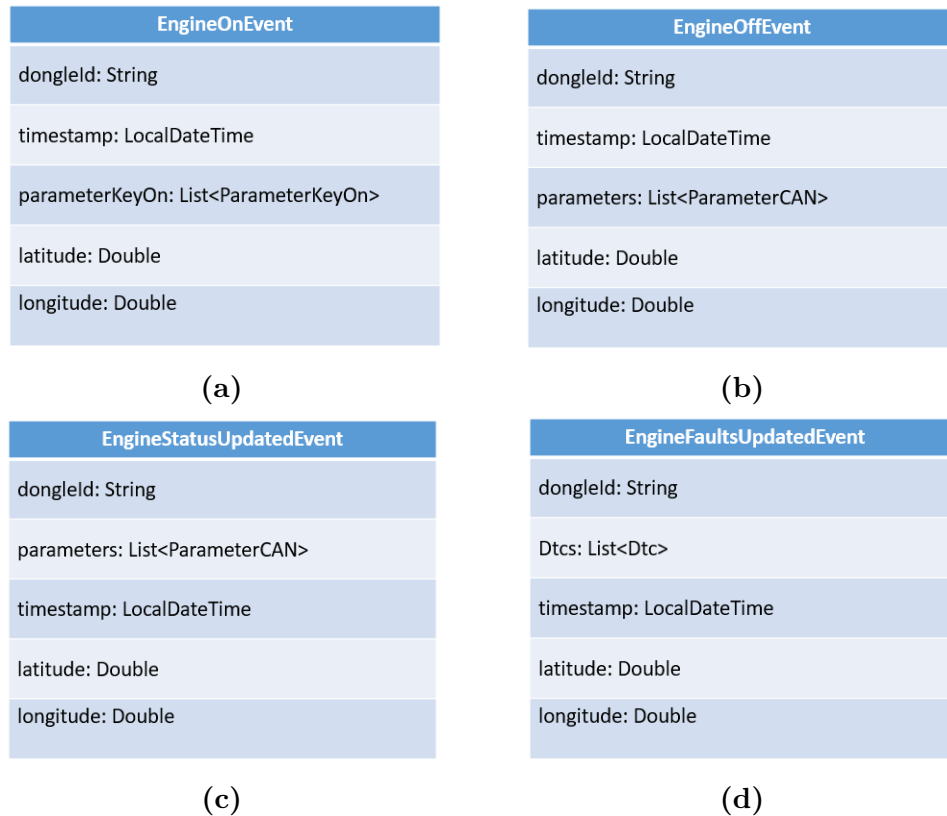 EngineOnEvent
dongleId: String
timestamp: LocalDateTime
parameterKeyOn: List<ParameterKeyOn>
latitude: Double
longitude: Double
(a)
EngineOffEvent
dongleId: String
timestamp: LocalDateTime
parameters: List<ParameterCAN>
latitude: Double
longitude: Double
(b)
EngineStatusUpdatedEvent
dongleId: String
parameters: List<ParameterCAN>
timestamp: LocalDateTime
latitude: Double
longitude: Double
(c)
EngineFaultsUpdatedEvent
dongleId: String
Dtcs: List<Dtc>
timestamp: LocalDateTime
latitude: Double
longitude: Double
(d)